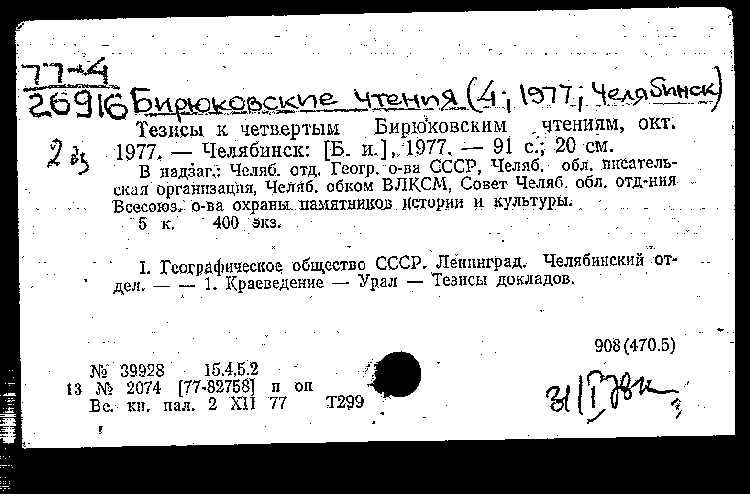 77-4
26916 Бирюковские чтения (4; 1977; Челябинск)
Тезисы к четвертым Бирюковским чтениям, окт.
2
1977. — Челябинск: [Б. и.], 1977. — 91 с.; 20 см.
В надзаг.: Челяб. отд. Геогр. о-ва СССР, Челяб. обл. писатель-
ская организация, Челяб. обком ВЛКСМ, Совет Челяб. обл. отд-ния
Всесоюз. о-ва охраны памятников истории и культуры.
5 к. 400 экз.
I. Географическое общество СССР. Ленинград. Челябинский от-
дел. — — 1. Краеведение — Урал — Тезисы докладов.
908(470.5)
№ 39928 15.4,5.2
13 № 2074 [77-82758] п оп
Вс. кн. пал. 2 XII 77 Т299